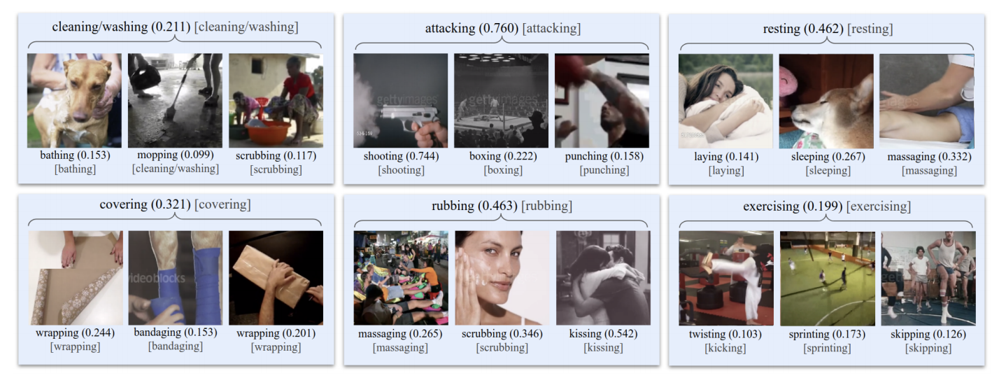 cleaning/washing (0.211) [cleaning/washing]
bathing (0.153)
[bathing]
mopping (0.099)
[cleaning/washing]
scrubbing (0.117)
[scrubbing]
attacking (0.760) [attacking]
gettyimages
534-159
gettyimages
shooting (0.744)
[shooting]
boxing (0.222)
[boxing]
punching (0.158)
[punching]
resting (0.462) [resting]
laying (0.141)
[laying]
sleeping (0.267)
[sleeping]
massaging (0.332)
[massaging]
covering (0.321) [covering]
videoblocks
wrapping (0.244)
[wrapping]
bandaging (0.153)
[bandaging]
wrapping (0.201)
[wrapping]
rubbing (0.463) [rubbing]
massaging (0.265)
[massaging]
scrubbing (0.346)
[scrubbing]
kissing (0.542)
[kissing]
exercising (0.199) [exercising]
twisting (0.103)
[kicking]
sprinting (0.173)
[sprinting]
skipping (0.126)
[skipping]